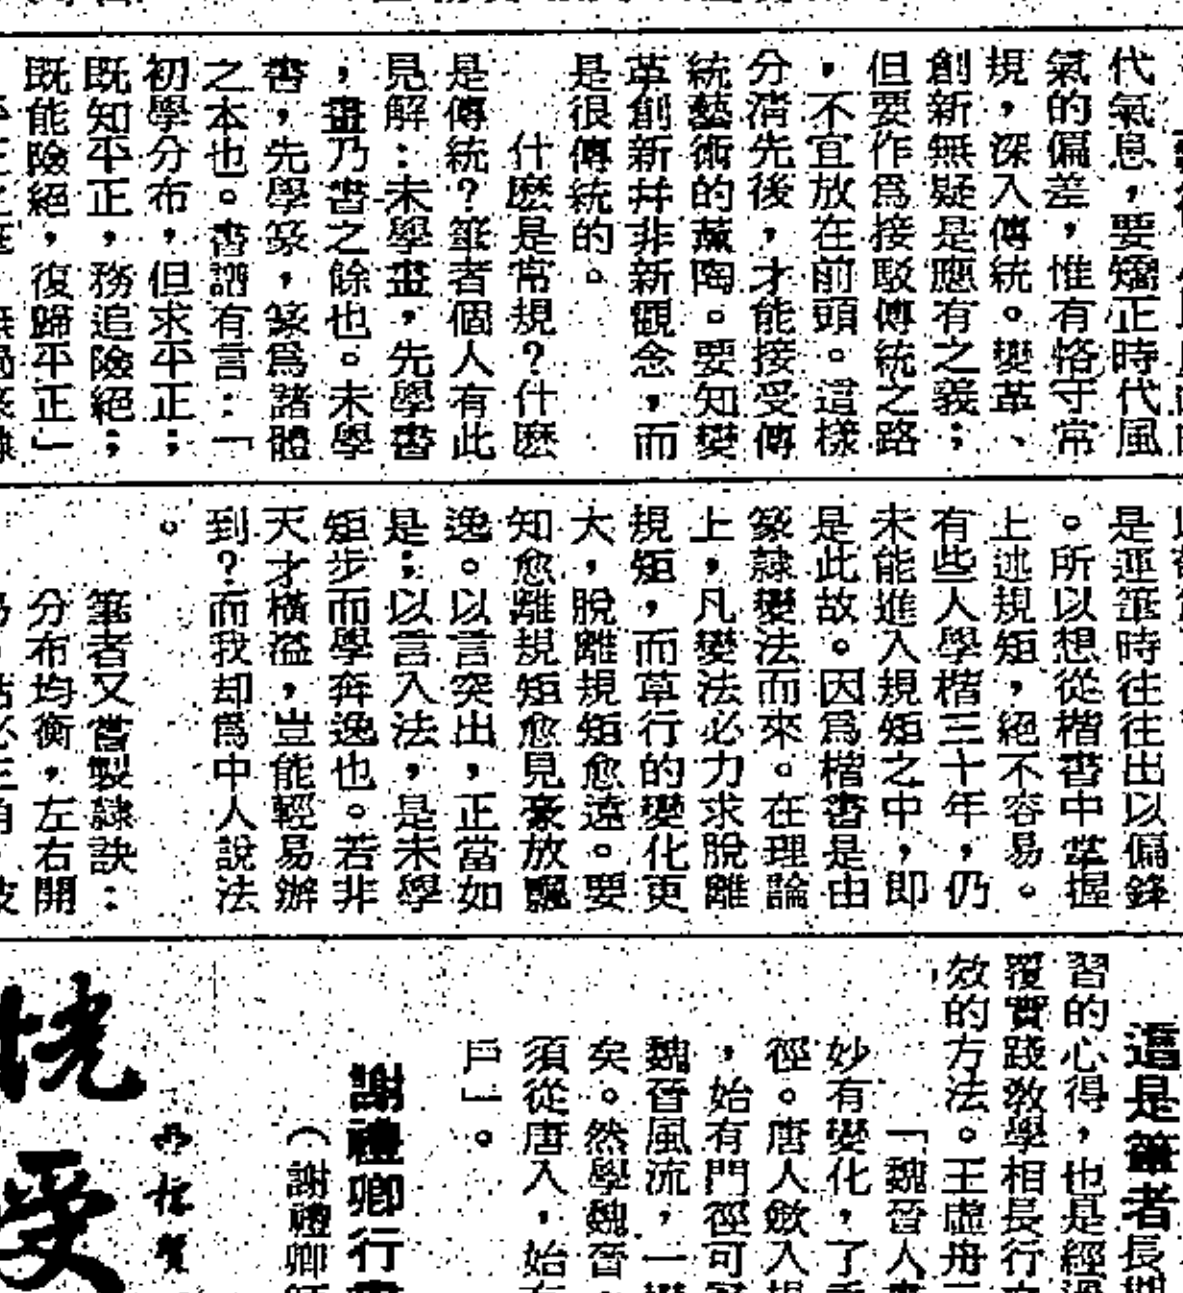 代氣息，要矯正時代風
氣的偏差，惟有恪守常
規，深入傳統。變革、
創新無疑是應有之義；
但要作爲接駁傳統之路
，不宜放在前頭。這樣
分清先後，才能接受傳
統藝術的薰陶。要知變
革創新幷非新觀念，而
是很傳統的。
什麽是常規？什麽
是傳統？筆者個人有此
見解：未學畫，先學書
，畫乃書之餘也。未學
書，先學篆，篆爲諸體
之本也。書譜有言：「
初學分布，但求平正；
既知平正，務追險絕；
既能險絕，復歸平正」
是運筆時往往出以偏鋒
。所以想從楷書中掌握
上述規矩，絕不容易。
有些人學楷三十年，仍
未能進入規矩之中，即
是此故。因爲楷書是由
篆隸變法而來。在理論
上，凡變法必力求脫離
規矩，而草行的變化更
大，脫離規矩愈遠。要
知愈離規矩愈見豪放飄
逸。以言突出，正當如
是；以言入法，是未學
矩步而學奔逸也。若非
天才橫溢，豈能輕易辦
到？而我却爲中人說法
。
筆者又嘗製隸訣：
分布均衡，左右開
這是筆者長期
習的心得，也是經過
覆實踐教學相長行
效的方法。王虛舟
「魏晉人書
妙有變化，了
徑。唐人斂入規
，始有門徑可
魏晉風流，一變
矣。然學魏晉
須從唐入，始有
戶」。
謝禮卿行書
（謝禮卿師